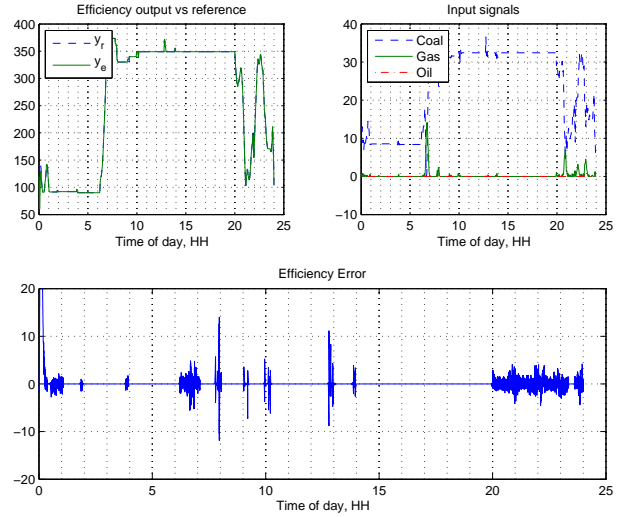 Efficiency output vs reference
400
350
300
250
200
150
100
50
y_r
y_e
0 5 10 15 20 25
Time of day, HH
Input signals
40
30
20
10
0
−10
Coal
Gas
Oil
0 5 10 15 20 25
Time of day, HH
Efficiency Error
20
10
0
−10
−20
0 5 10 15 20 25
Time of day, HH